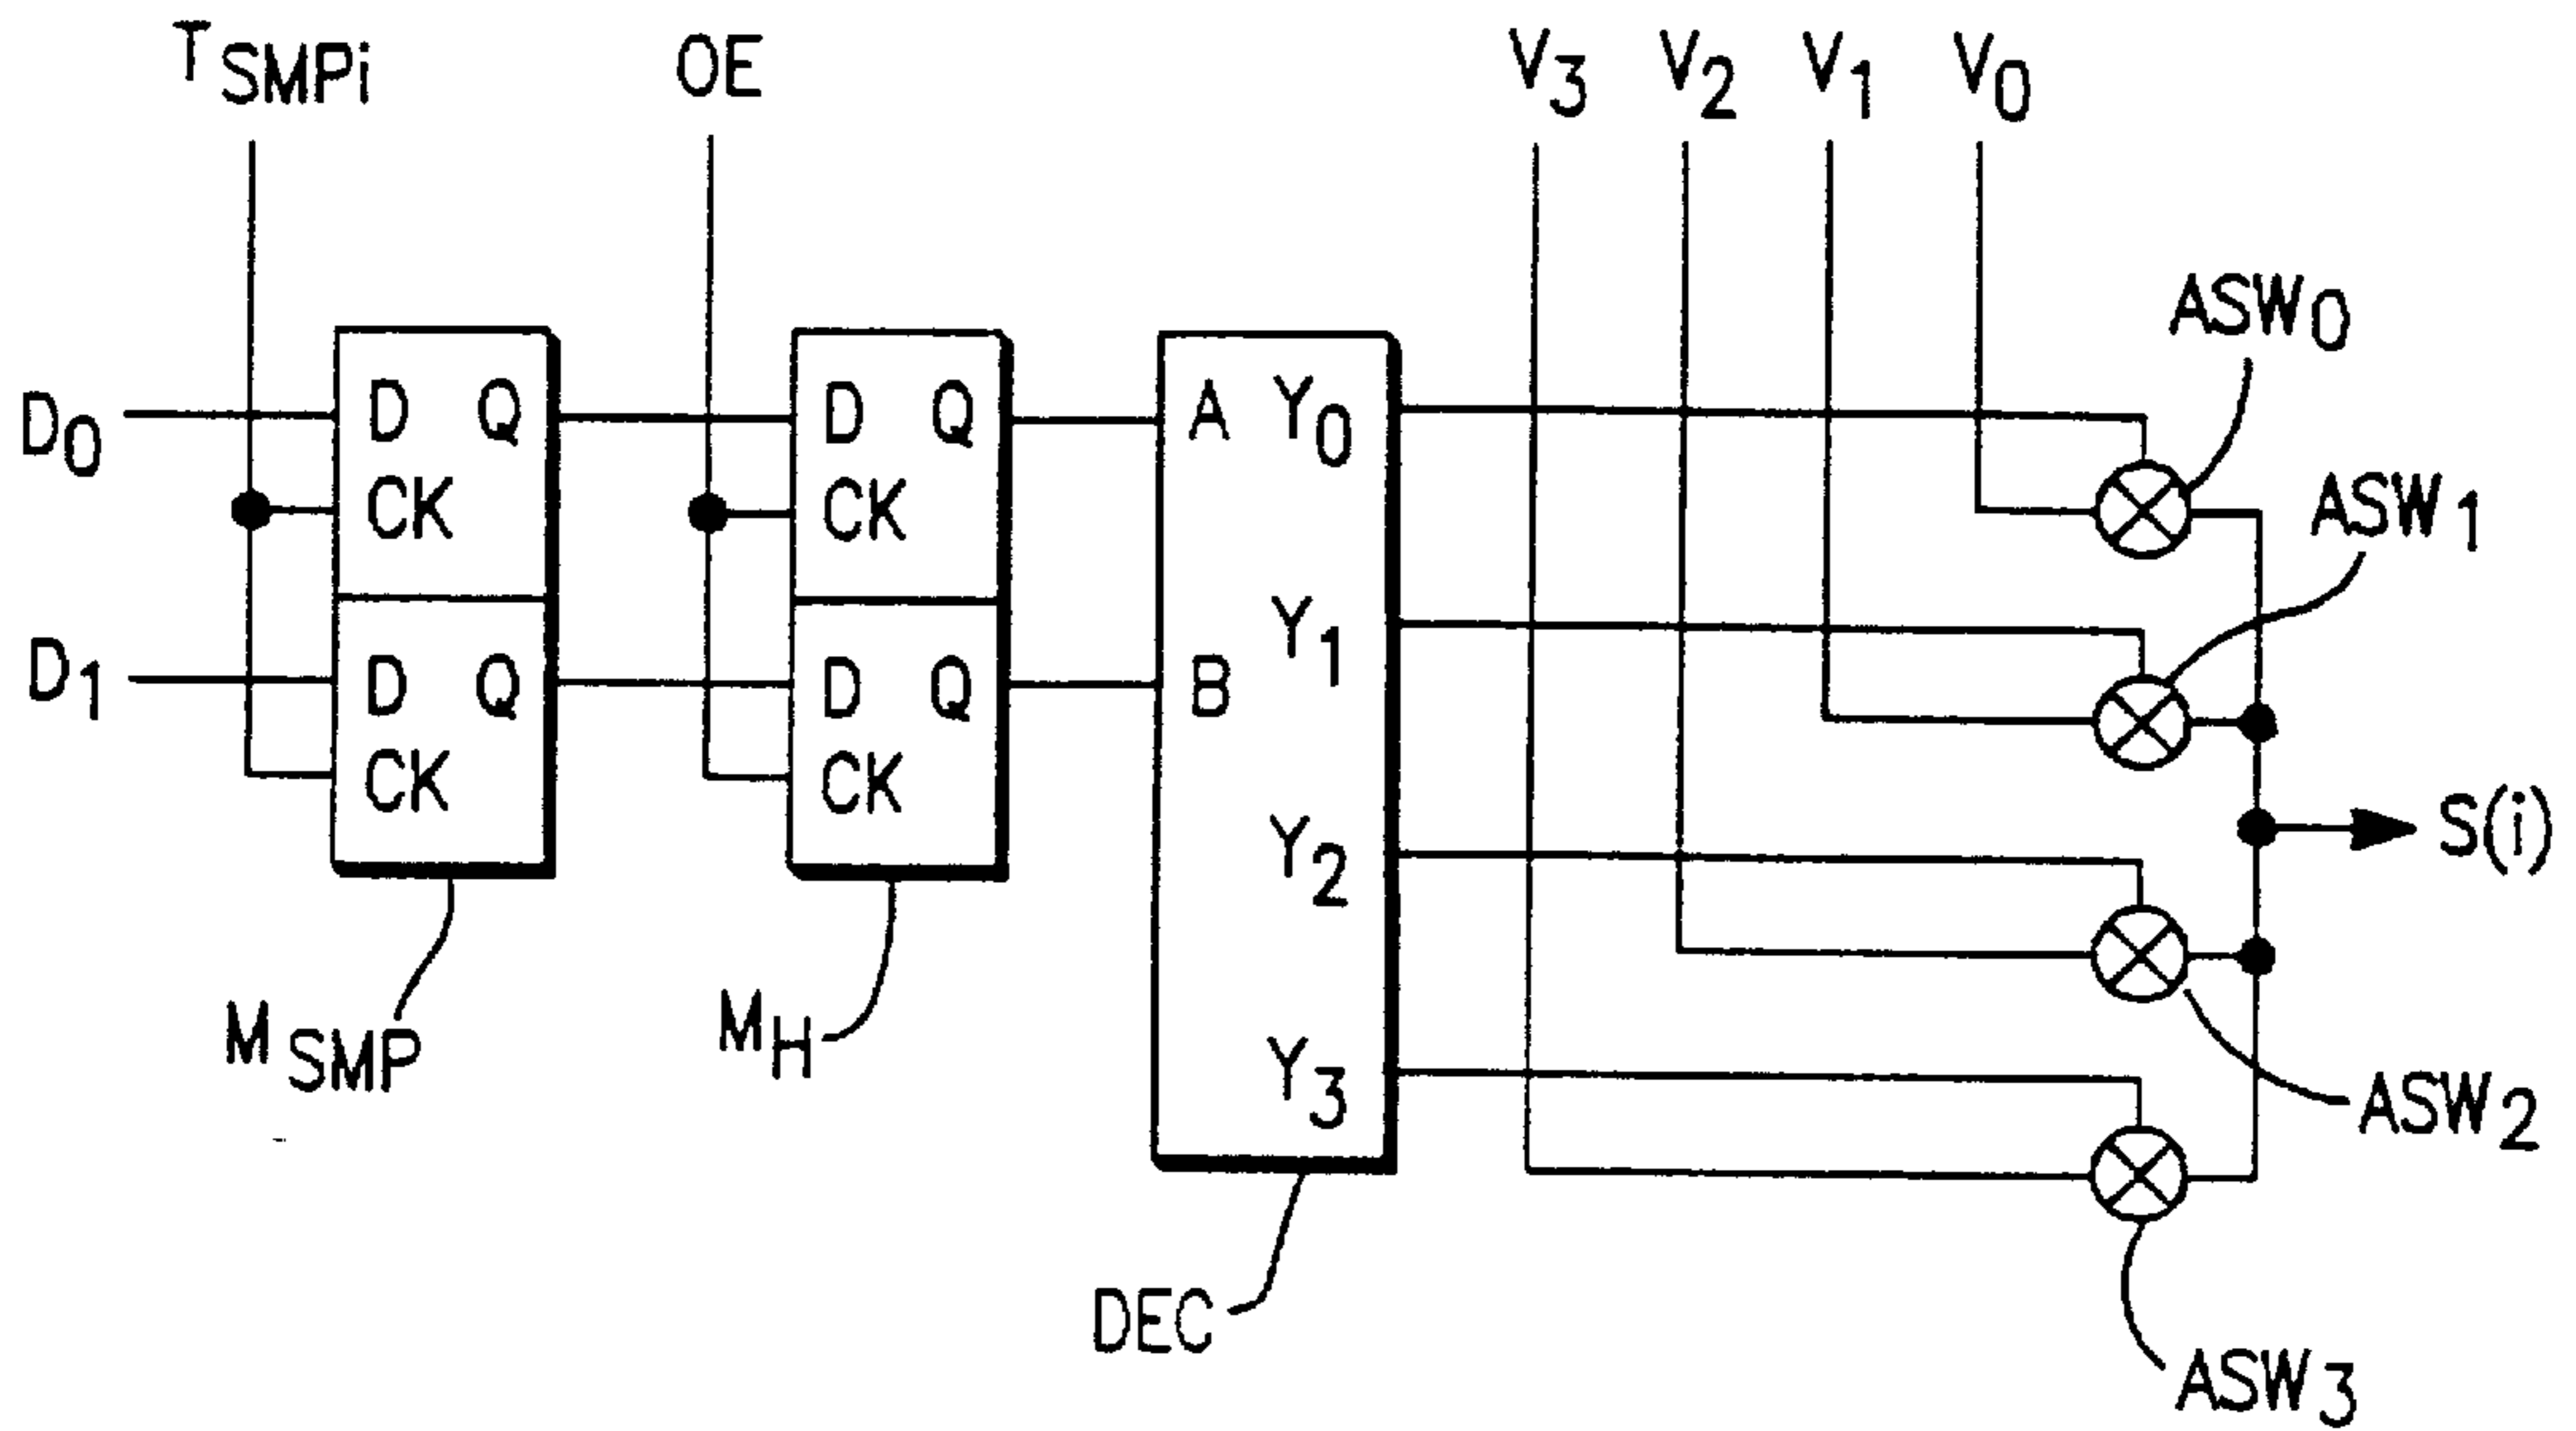 T SMPi OE V3 V2 V1 V0
ASW0
D0 D Q D Q A Y0
CK CK
ASW1
Y1
D1 D Q D Q B
CK CK
Y2
S(i)
M SMP MH
Y3
ASW2
DEC
ASW3